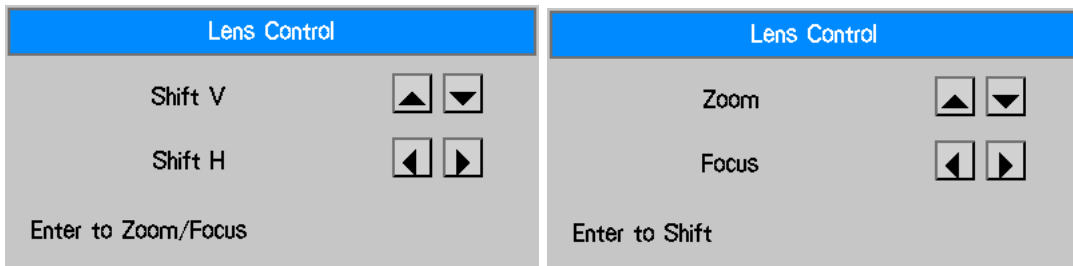 Lens Control
Shift V
Shift H
Enter to Zoom/Focus
Lens Control
Zoom
Focus
Enter to Shift